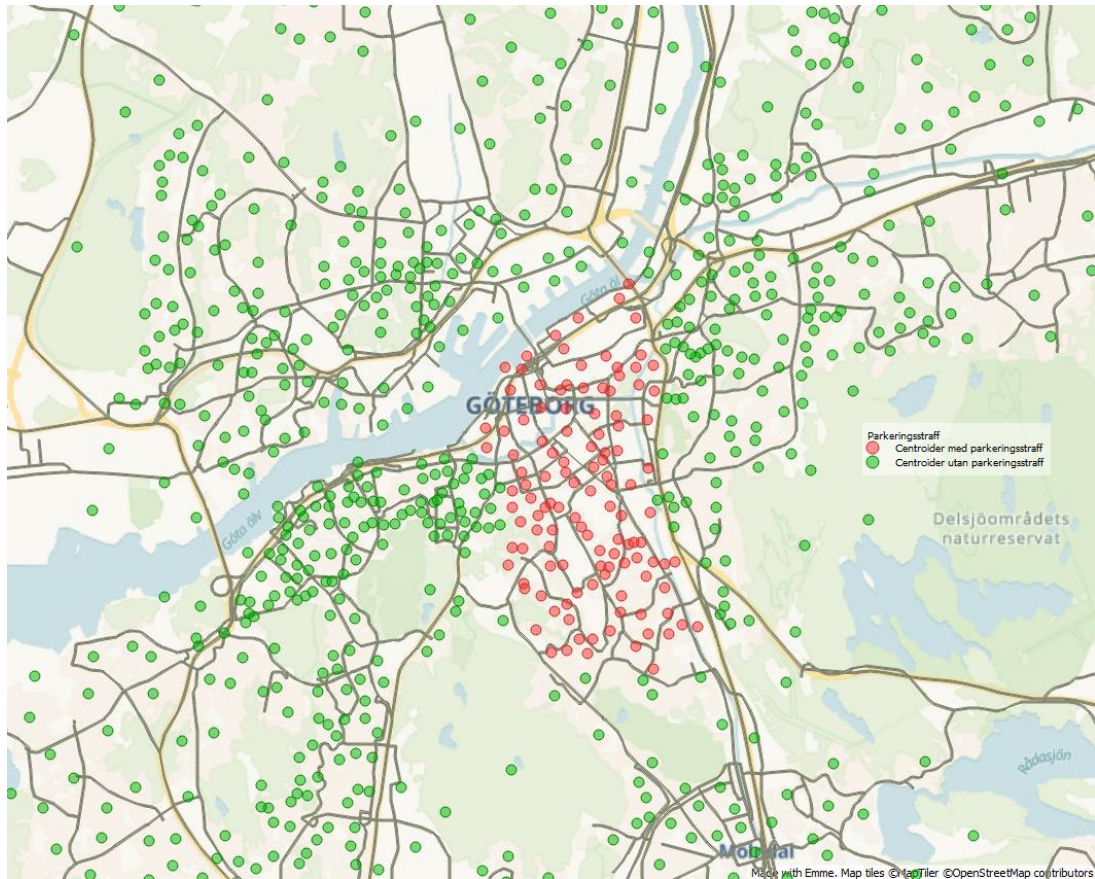 Göta älv
GÖTEBORG
Parkeringsstraff
Centroider med parkeringsstraff
Centroider utan parkeringsstraff
Göta älv
Delsjöområdets
naturreservat
Rådasjön
Mölndal
Made with Emme. Map tiles ©MapTiler ©OpenStreetMap contributors